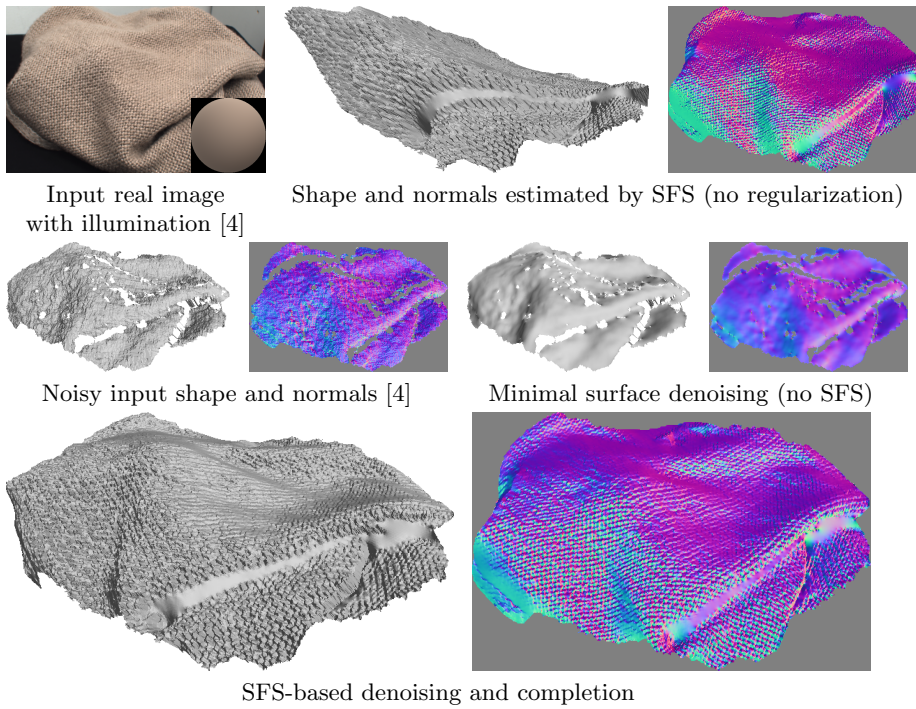 Input real image
with illumination [4]
Shape and normals estimated by SFS (no regularization)
Noisy input shape and normals [4]
Minimal surface denoising (no SFS)
SFS-based denoising and completion